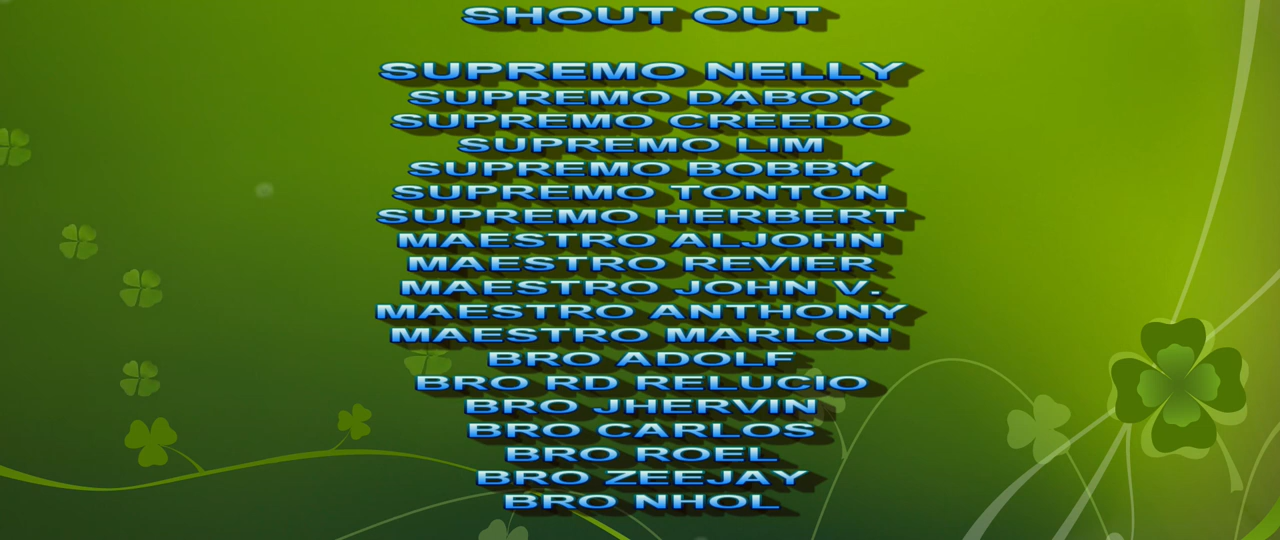 SHOUT OUT
SUPREMO NELLY
SUPREMO DABOY
SUPREMO CREEDO
SUPREMO LIM
SUPREMO BOBBY
SUPREMO TONTON
SUPREMO HERBERT
MAESTRO ALJOHN
MAESTRO REVIER
MAESTRO JOHN V.
MAESTRO ANTHONY
MAESTRO MARLON
BRO ADOLF
BRO RD RELUCIO
BRO JHERVIN
BRO CARLOS
BRO ROEL
BRO ZEEJAY
BRO NHOL